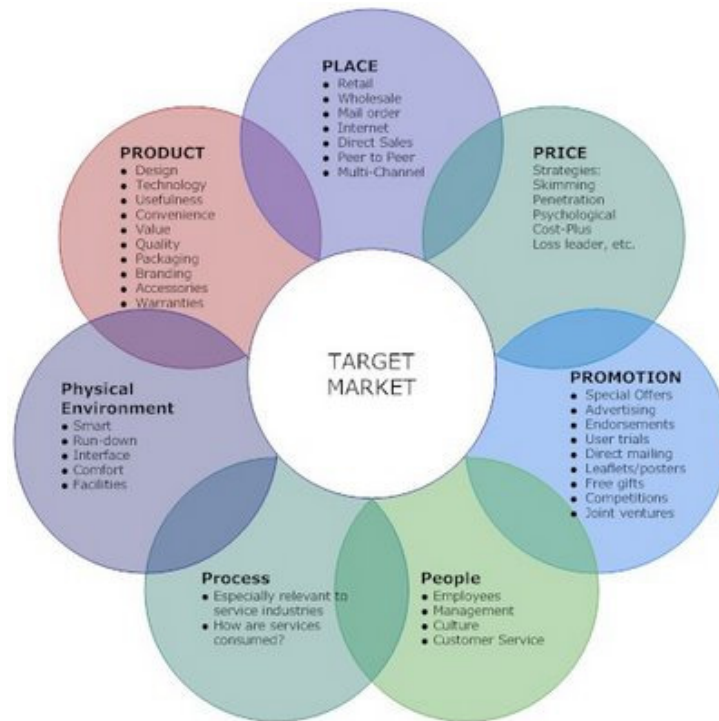 PLACE
● Retail
● Wholesale
● Mail order
● Internet
● Direct Sales
● Peer to Peer
● Multi-Channel
PRICE
Strategies:
Skimming
Penetration
Psychological
Cost-Plus
Loss leader, etc.
PROMOTION
● Special Offers
● Advertising
● Endorsements
● User trials
● Direct mailing
● Leaflets/posters
● Free gifts
● Competitions
● Joint ventures
People
● Employees
● Management
● Culture
● Customer Service
Process
● Especially relevant to
service industries
● How are services
consumed?
Physical
Environment
● Smart
● Run-down
● Interface
● Comfort
● Facilities
PRODUCT
● Design
● Technology
● Usefulness
● Convenience
● Value
● Quality
● Packaging
● Branding
● Accessories
● Warranties
TARGET
MARKET